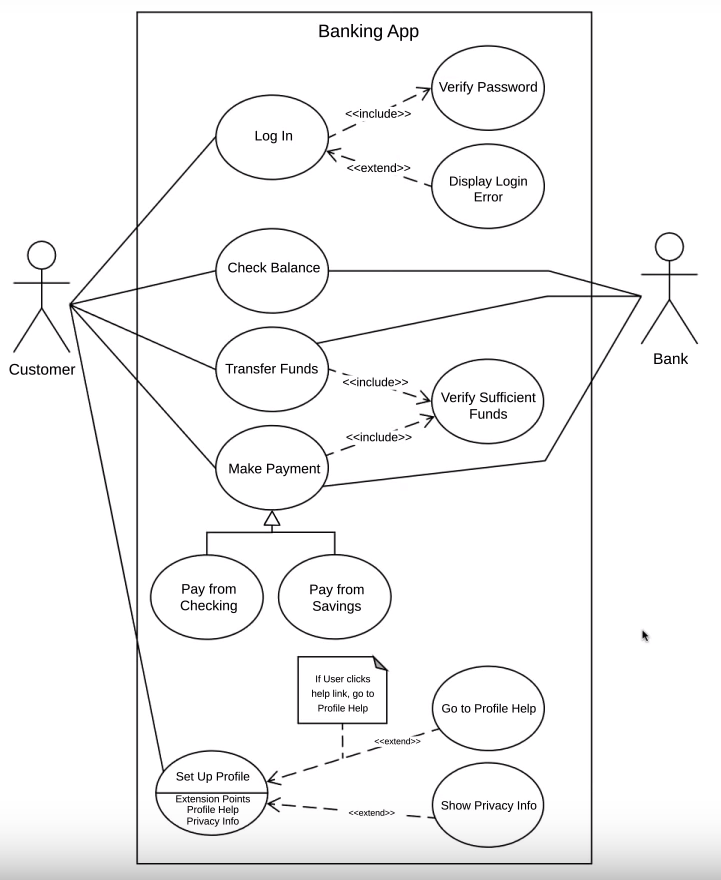 Banking App
Verify Password
<<include>>
Log In
<<extend>>
Display Login
Error
Check Balance
Customer
Bank
Transfer Funds
<<include>>
Verify Sufficient
Funds
<<include>>
Make Payment
Pay from
Checking
Pay from
Savings
If User clicks
help link, go to
Profile Help
Go to Profile Help
<<extend>>
Set Up Profile
Extension Points
Profile Help
Privacy Info
<<extend>>
Show Privacy Info